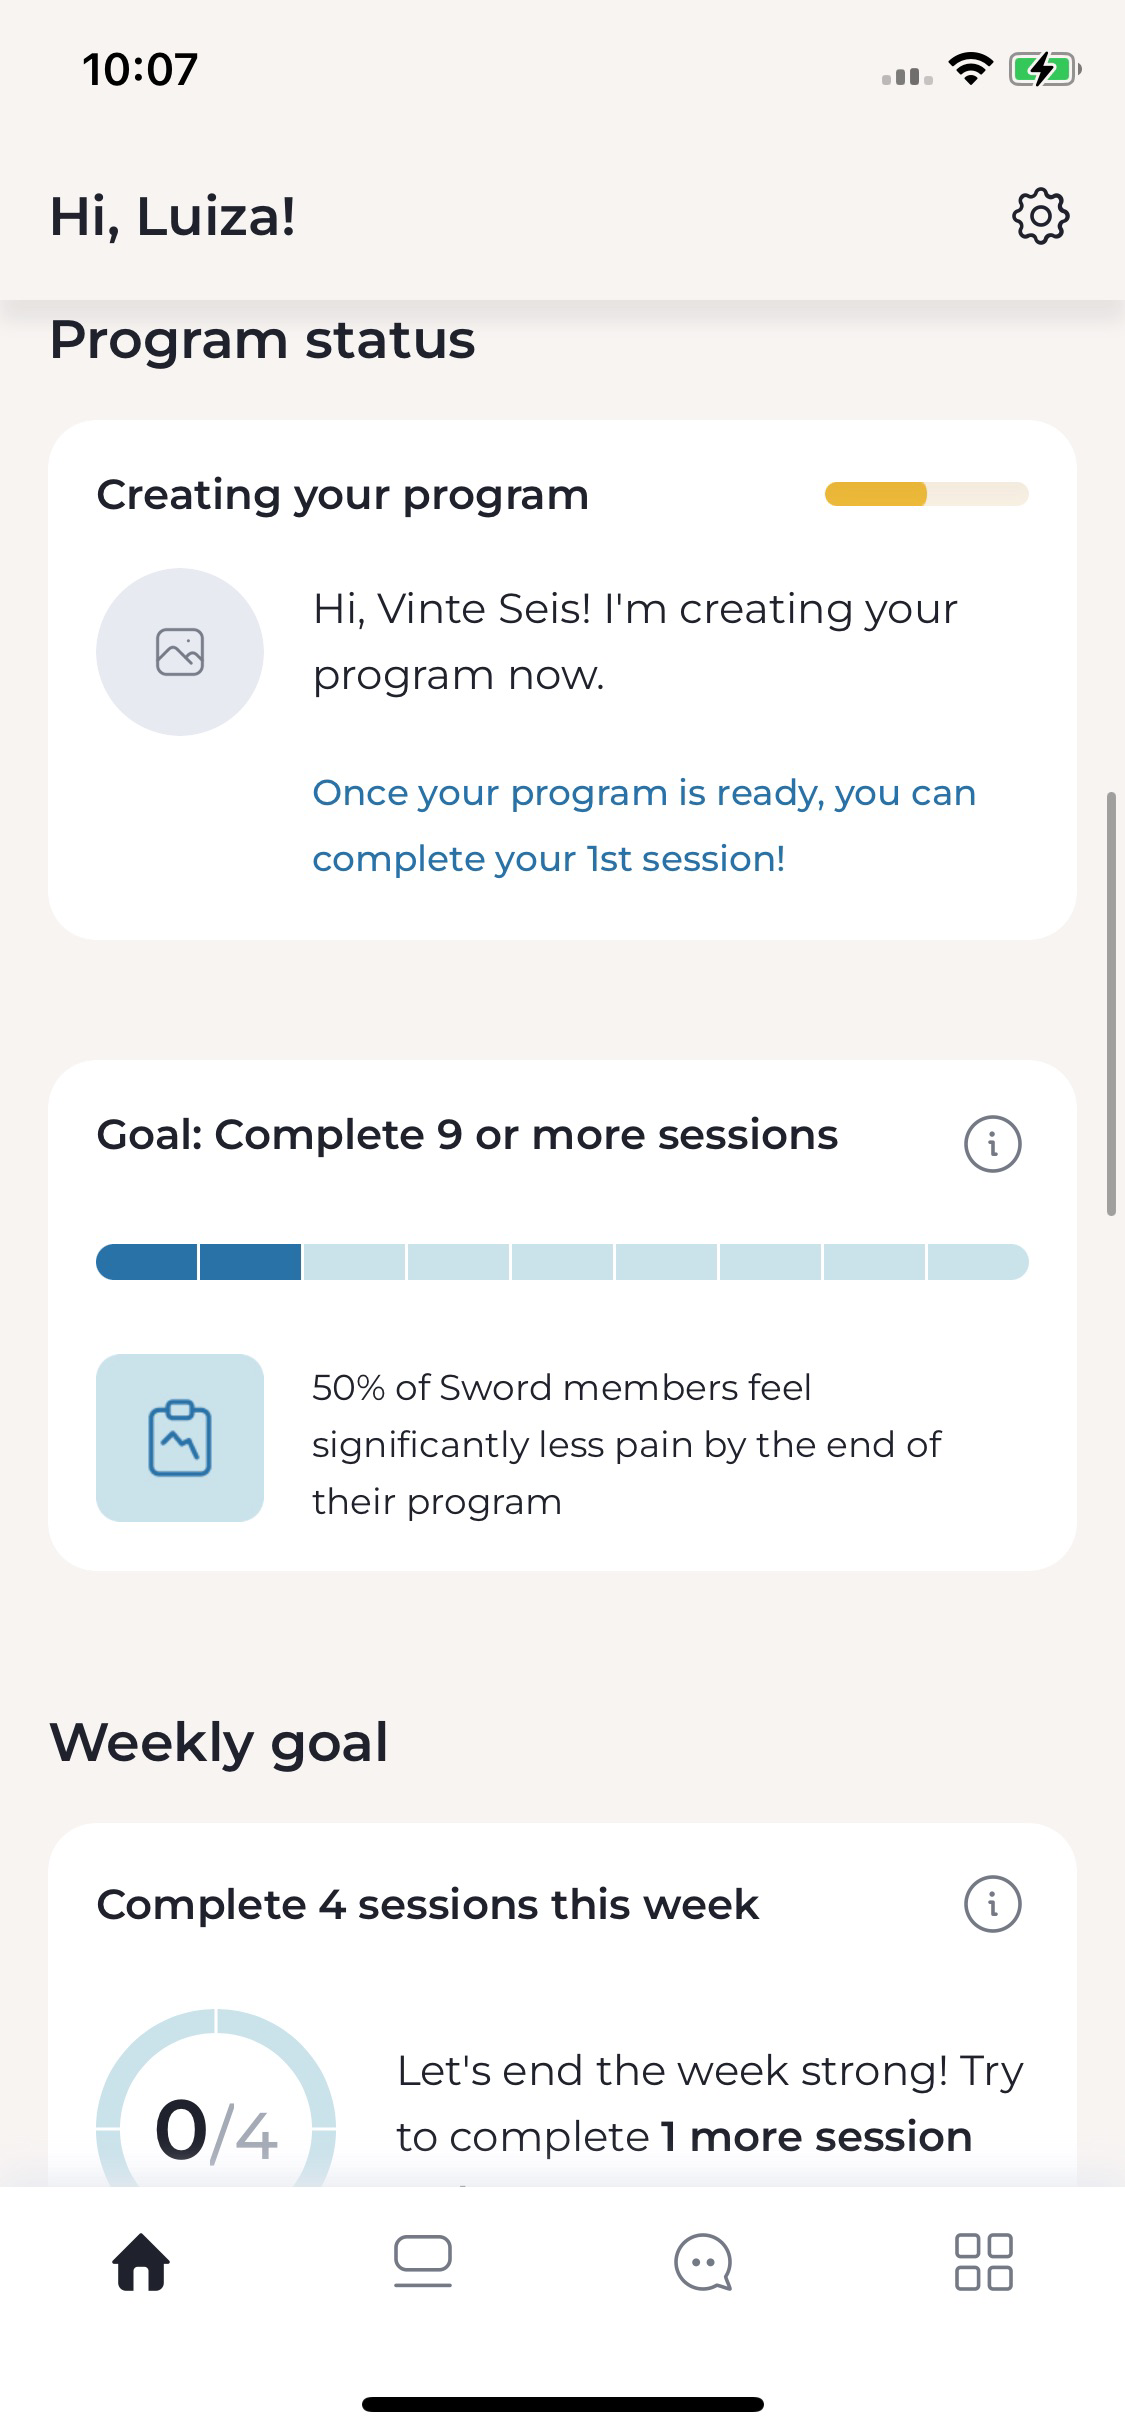 10:07
Hi, Luiza!
Program status
Creating your program
Hi, Vinte Seis! I'm creating your
program now.
Once your program is ready, you can
complete your 1st session!
Goal: Complete 9 or more sessions
50% of Sword members feel
significantly less pain by the end of
their program
Weekly goal
Complete 4 sessions this week
0/4
Let's end the week strong! Try
to complete 1 more session